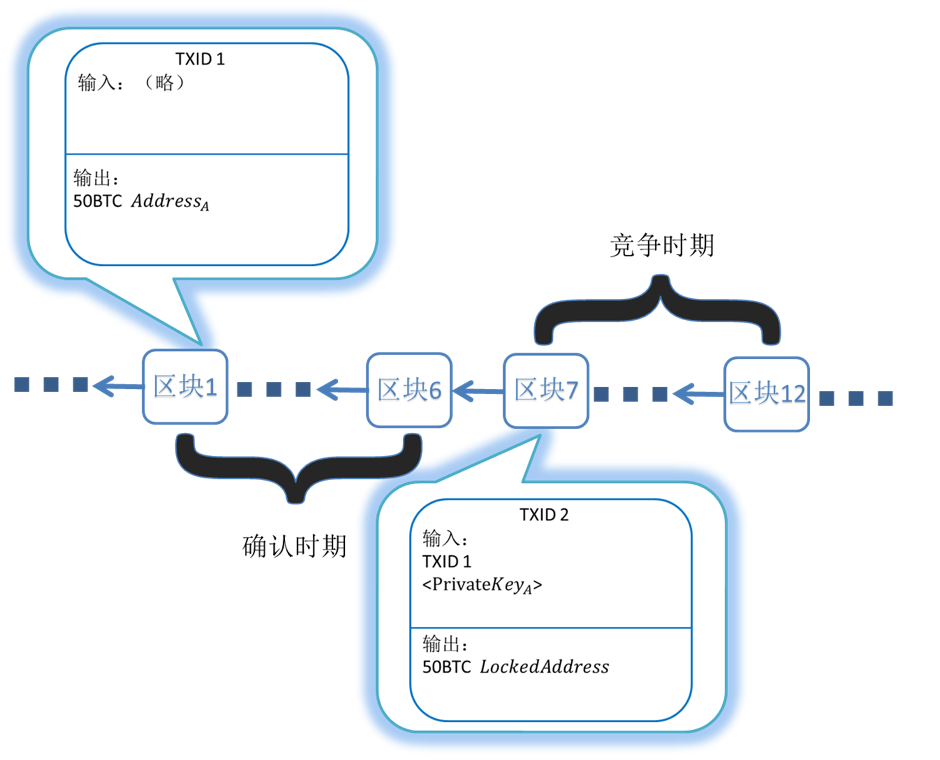 TXID 1
输入：（略）
输出：
50BTC Address_A
竞争时期
区块1
区块6
区块7
区块12
确认时期
TXID 2
输入：
TXID 1
<PrivateKey_A>
输出：
50BTC LockedAddress